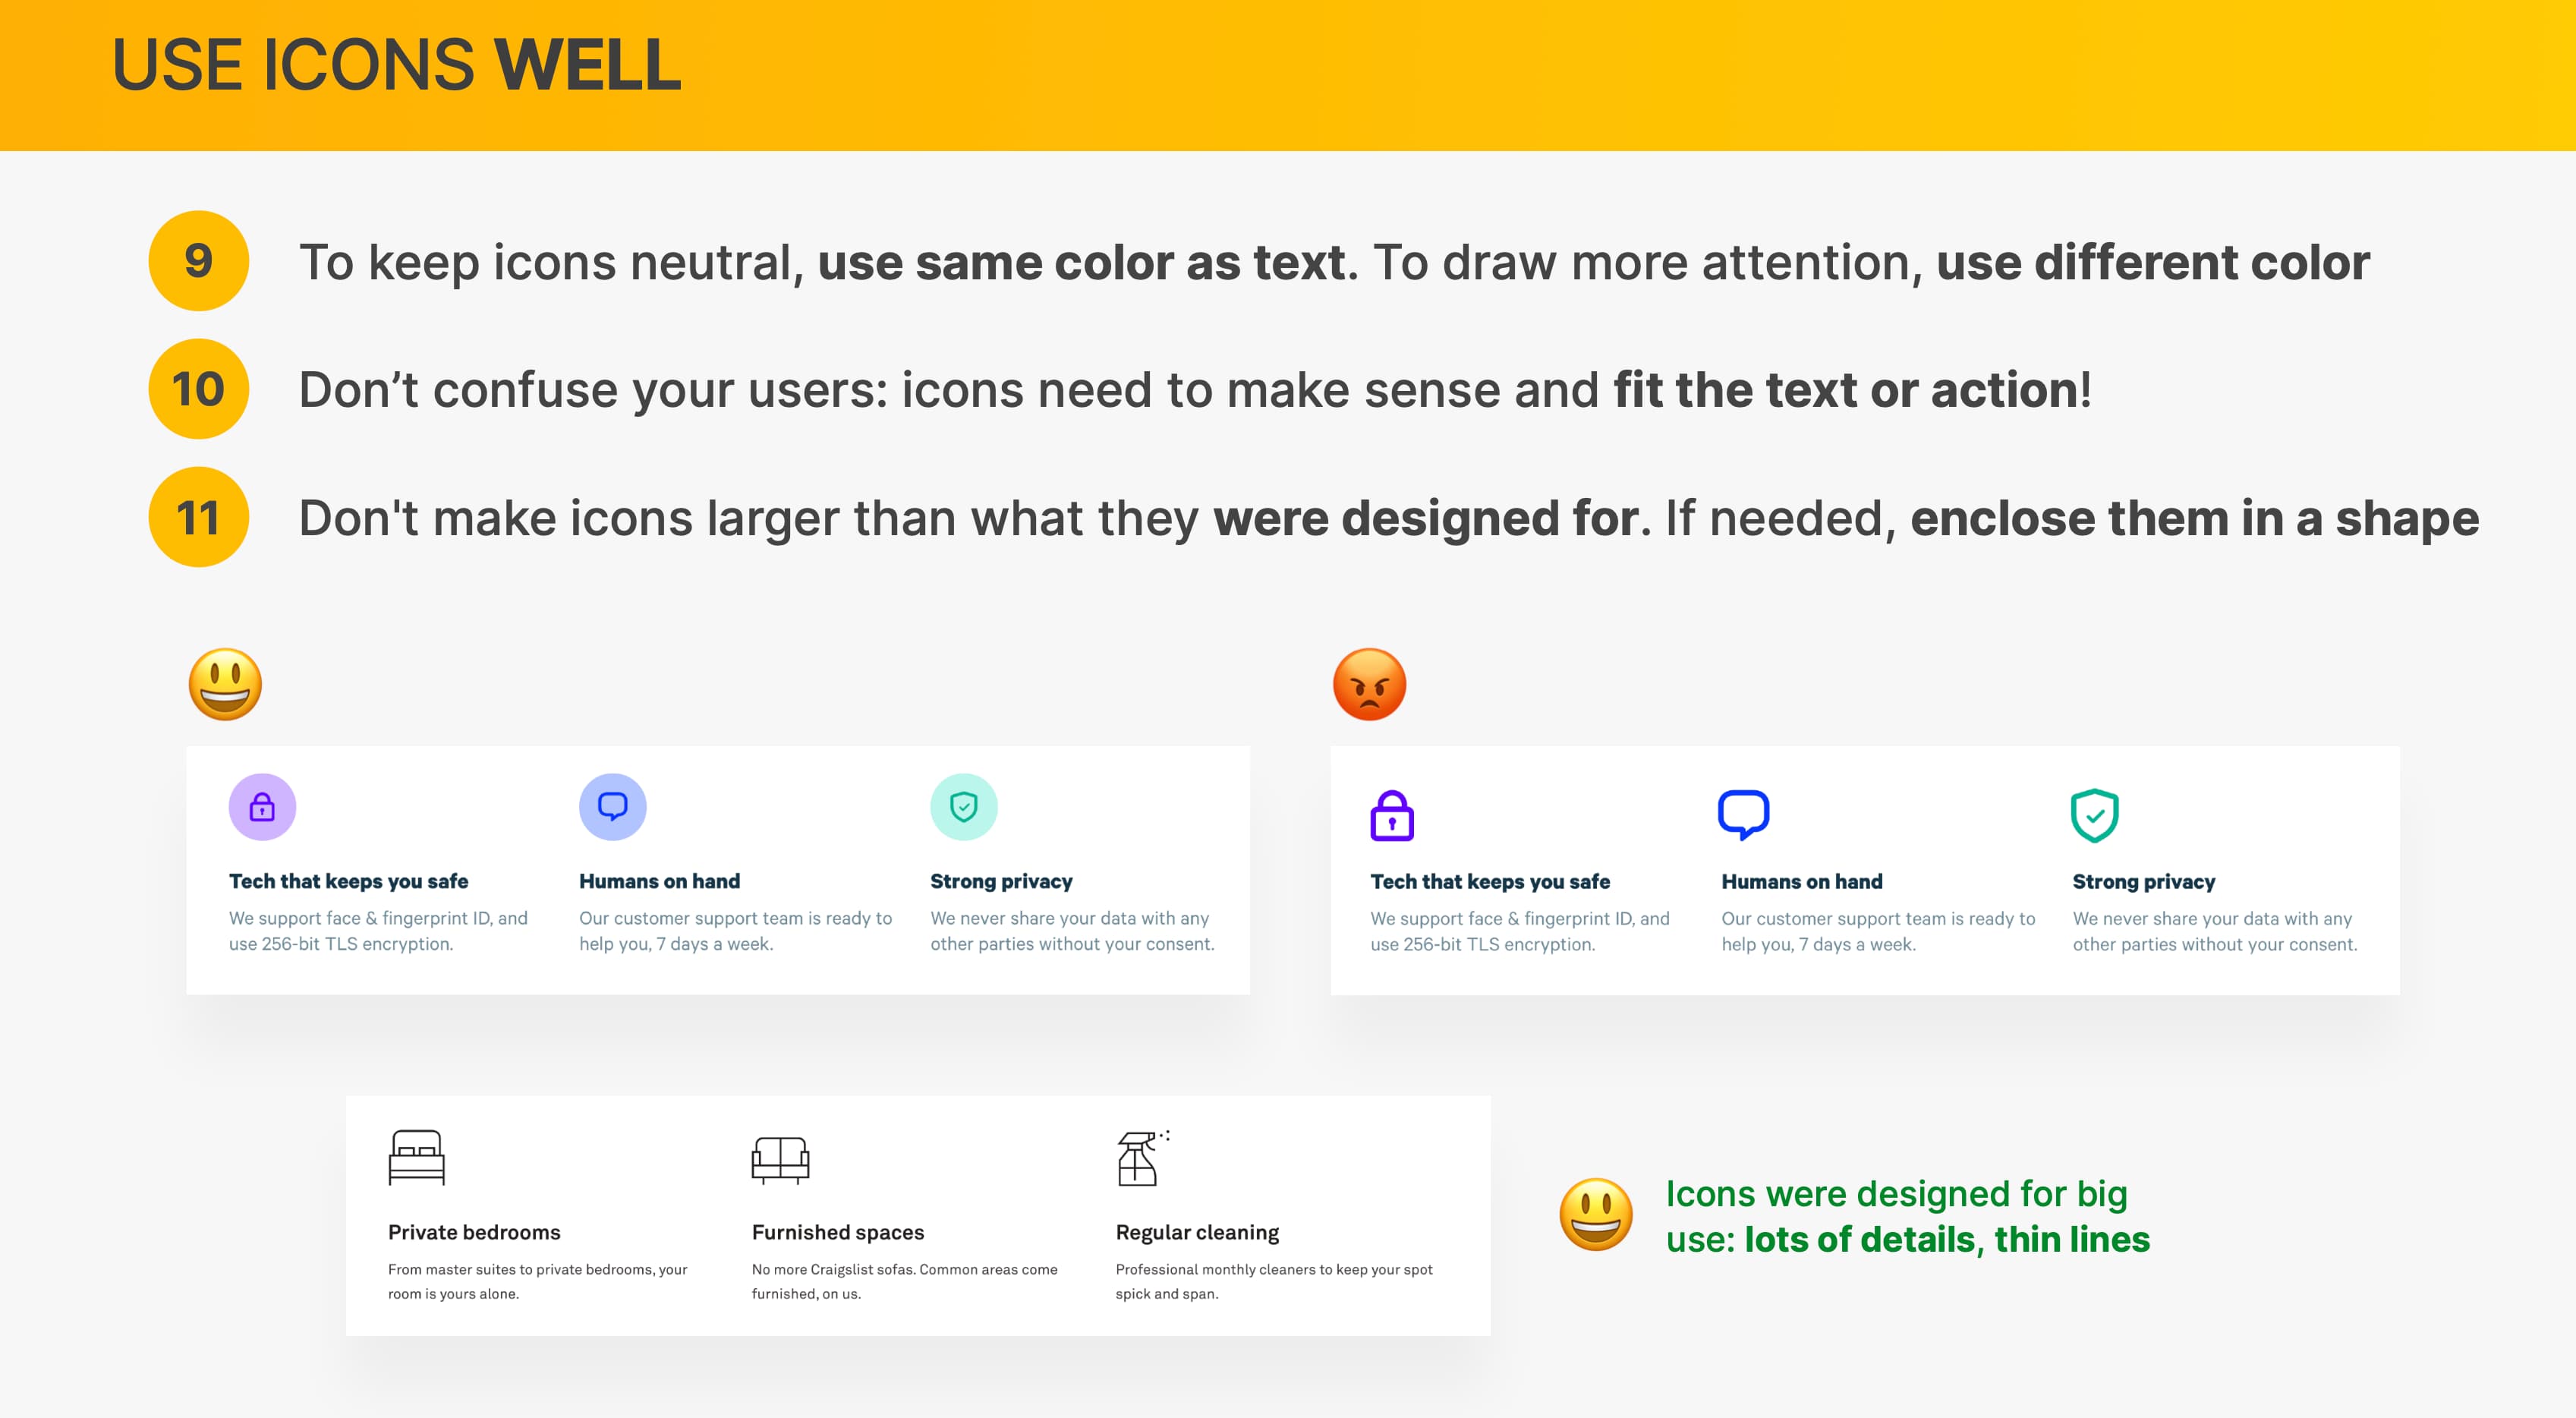 USE ICONS WELL
9 To keep icons neutral, use same color as text. To draw more attention, use different color
10 Don’t confuse your users: icons need to make sense and fit the text or action!
11 Don't make icons larger than what they were designed for. If needed, enclose them in a shape
Tech that keeps you safe
We support face & fingerprint ID, and
use 256-bit TLS encryption.
Humans on hand
Our customer support team is ready to
help you, 7 days a week.
Strong privacy
We never share your data with any
other parties without your consent.
Tech that keeps you safe
We support face & fingerprint ID, and
use 256-bit TLS encryption.
Humans on hand
Our customer support team is ready to
help you, 7 days a week.
Strong privacy
We never share your data with any
other parties without your consent.
Private bedrooms
From master suites to private bedrooms, your
room is yours alone.
Furnished spaces
No more Craigslist sofas. Common areas come
furnished, on us.
Regular cleaning
Professional monthly cleaners to keep your spot
spick and span.
Icons were designed for big
use: lots of details, thin lines